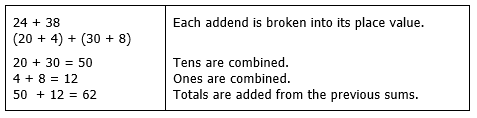 24 + 38 Each addend is broken into its place value.
(20 + 4) + (30 + 8)
20 + 30 = 50 Tens are combined.
4 + 8 = 12 Ones are combined.
50 + 12 = 62 Totals are added from the previous sums.